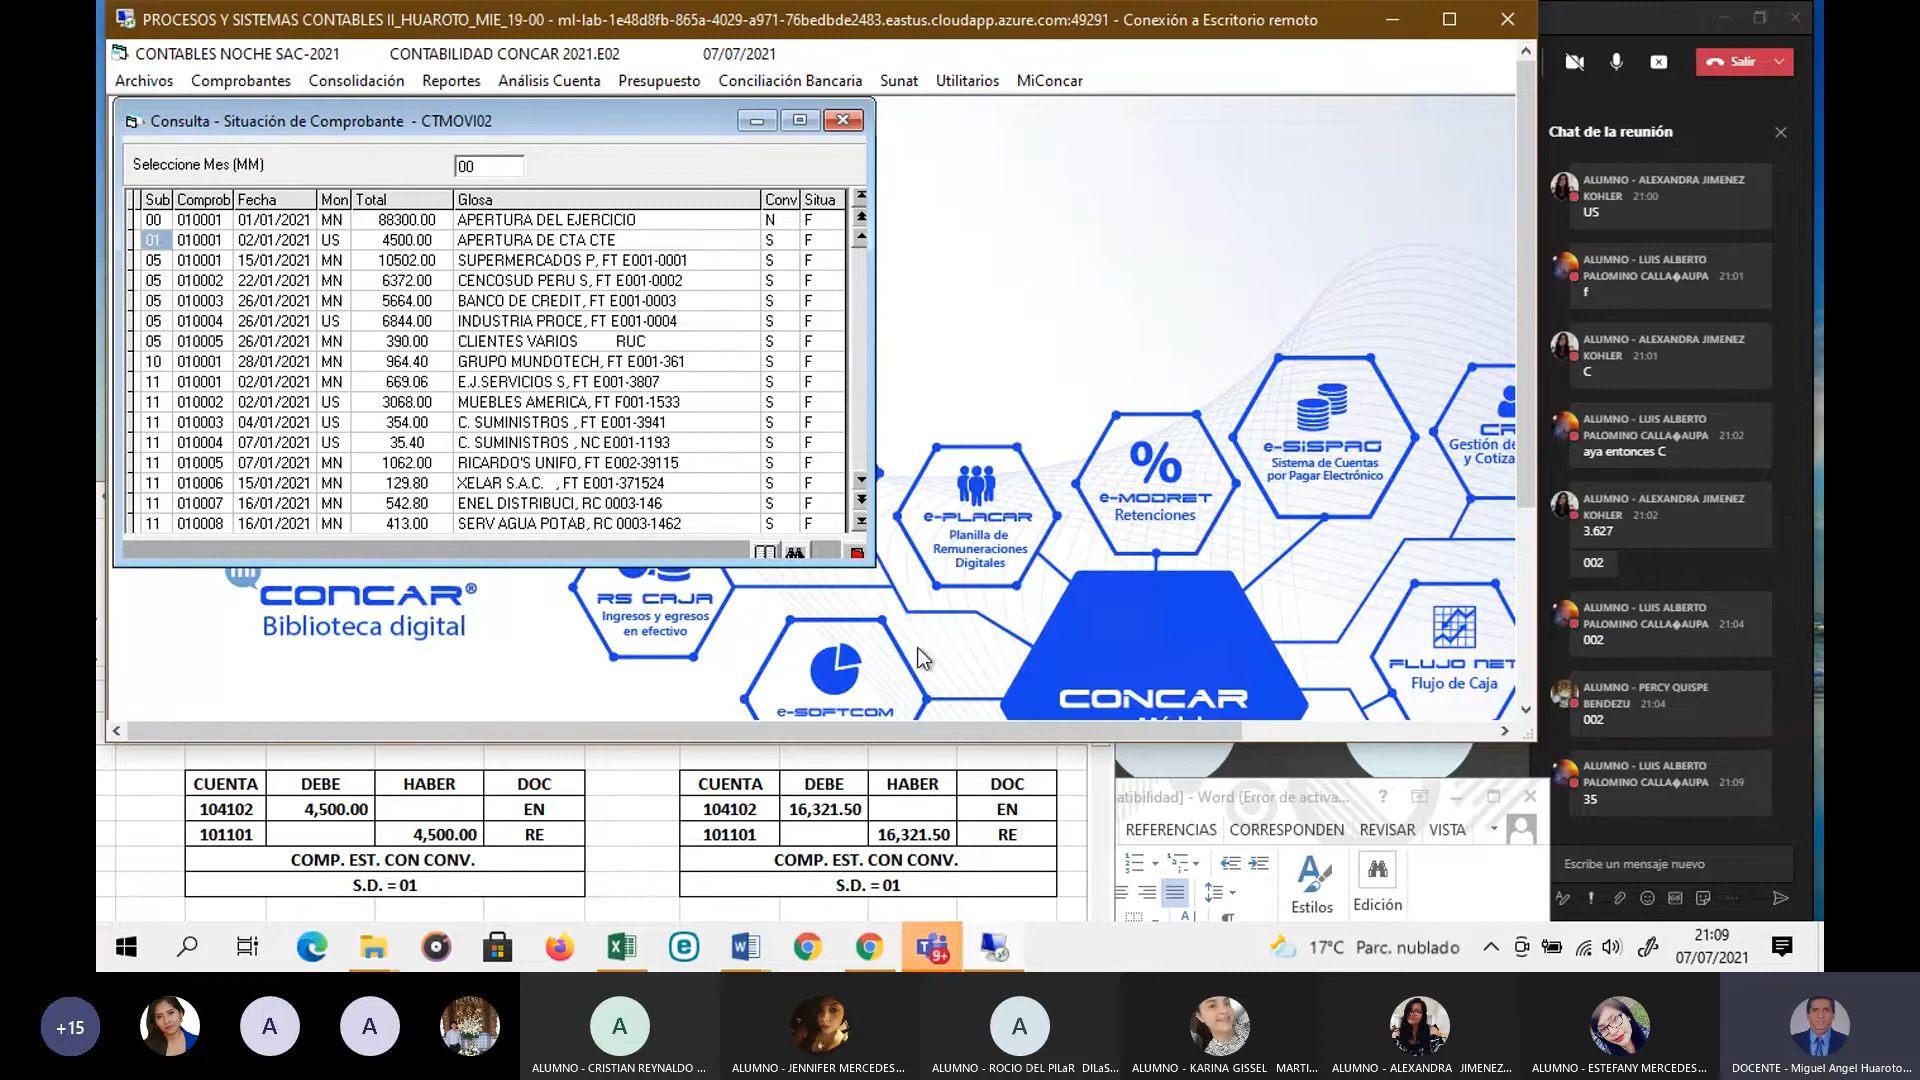 PROCESOS Y SISTEMAS CONTABLES II_HUAROTO_MIE_19-00 - ml-lab-1e48d8fb-865a-4029-a971-76bedbde2483.eastus.cloudapp.azure.com:49291 - Conexión a Escritorio remoto
CONTABLES NOCHE SAC-2021 CONTABILIDAD CONCAR 2021.E02 07/07/2021
Archivos Comprobantes Consolidación Reportes Análisis Cuenta Presupuesto Conciliación Bancaria Sunat Utilitarios MiConcar
Consulta - Situación de Comprobante - CTMOVI02
Seleccione Mes (MM) 00
Sub Comprob Fecha Mon Total Glosa Conv Situa
00 010001 01/01/2021 MN 88300.00 APERTURA DEL EJERCICIO N F
01 010001 02/01/2021 US 4500.00 APERTURA DE CTA CTE S F
05 010001 15/01/2021 MN 10502.00 SUPERMERCADOS P, FT E001-0001 S F
05 010002 22/01/2021 MN 6372.00 CENCOSUD PERU S, FT E001-0002 S F
05 010003 26/01/2021 MN 5664.00 BANCO DE CREDIT, FT E001-0003 S F
05 010004 26/01/2021 US 6844.00 INDUSTRIA PROCE, FT E001-0004 S F
05 010005 26/01/2021 MN 390.00 CLIENTES VARIOS RUC S F
10 010001 28/01/2021 MN 964.40 GRUPO MUNDOTECH, FT E001-361 S F
11 010001 02/01/2021 MN 669.06 E.J.SERVICIOS S, FT E001-3807 S F
11 010002 02/01/2021 US 3068.00 MUEBLES AMERICA, FT F001-1533 S F
11 010003 04/01/2021 US 354.00 C. SUMINISTROS , FT E001-3941 S F
11 010004 07/01/2021 US 35.40 C. SUMINISTROS , NC E001-1193 S F
11 010005 07/01/2021 MN 1062.00 RICARDO'S UNIFO, FT E002-39115 S F
11 010006 15/01/2021 MN 129.80 XELAR S.A.C. , FT E001-371524 S F
11 010007 16/01/2021 MN 542.80 ENEL DISTRIBUCI, RC 0003-146 S F
11 010008 16/01/2021 MN 413.00 SERV AGUA POTAB, RC 0003-1462 S F
CONCAR®
Biblioteca digital
RS CAJA
Ingresos y egresos
en efectivo
e-SOFTCOM
e-PLACAR
Planilla de
Remuneraciones
Digitales
%
e-MODRET
Retenciones
e-SISPAG
Sistema de Cuentas
por Pagar Electrónico
CR
Gestión de
y Cotiza
FLUJO NET
Flujo de Caja
CONCAR
CUENTA DEBE HABER DOC
104102 4,500.00 EN
101101 4,500.00 RE
COMP. EST. CON CONV.
S.D. = 01
CUENTA DEBE HABER DOC
104102 16,321.50 EN
101101 16,321.50 RE
COMP. EST. CON CONV.
S.D. = 01
atibilidad] - Word (Error de activa... ?
REFERENCIAS CORRESPONDEN REVISAR VISTA
Estilos Edición
Salir
Chat de la reunión
ALUMNO - ALEXANDRA JIMENEZ
KOHLER 21:00
US
ALUMNO - LUIS ALBERTO
PALOMINO CALLA�AUPA 21:01
f
ALUMNO - ALEXANDRA JIMENEZ
KOHLER 21:01
C
ALUMNO - LUIS ALBERTO
PALOMINO CALLA�AUPA 21:02
aya entonces C
ALUMNO - ALEXANDRA JIMENEZ
KOHLER 21:02
3.627
002
ALUMNO - LUIS ALBERTO
PALOMINO CALLA�AUPA 21:04
002
ALUMNO - PERCY QUISPE
BENDEZU 21:04
002
ALUMNO - LUIS ALBERTO
PALOMINO CALLA�AUPA 21:09
35
Escribe un mensaje nuevo
9+
17°C Parc. nublado
21:09
07/07/2021
+15
A
A
A
A
ALUMNO - CRISTIAN REYNALDO ...
ALUMNO - JENNIFER MERCEDES...
ALUMNO - ROCIO DEL PILaR DILaS...
ALUMNO - KARINA GISSEL MARTI...
ALUMNO - ALEXANDRA JIMENEZ...
ALUMNO - ESTEFANY MERCEDES...
DOCENTE - Miguel Angel Huaroto...